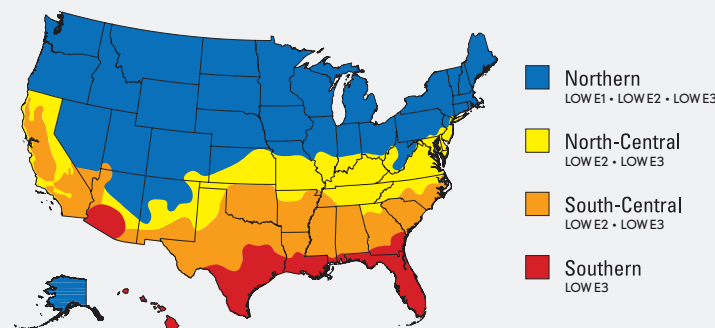 Northern
LOW E1 • LOW E2 • LOW E3
North-Central
LOW E2 • LOW E3
South-Central
LOW E2 • LOW E3
Southern
LOW E3